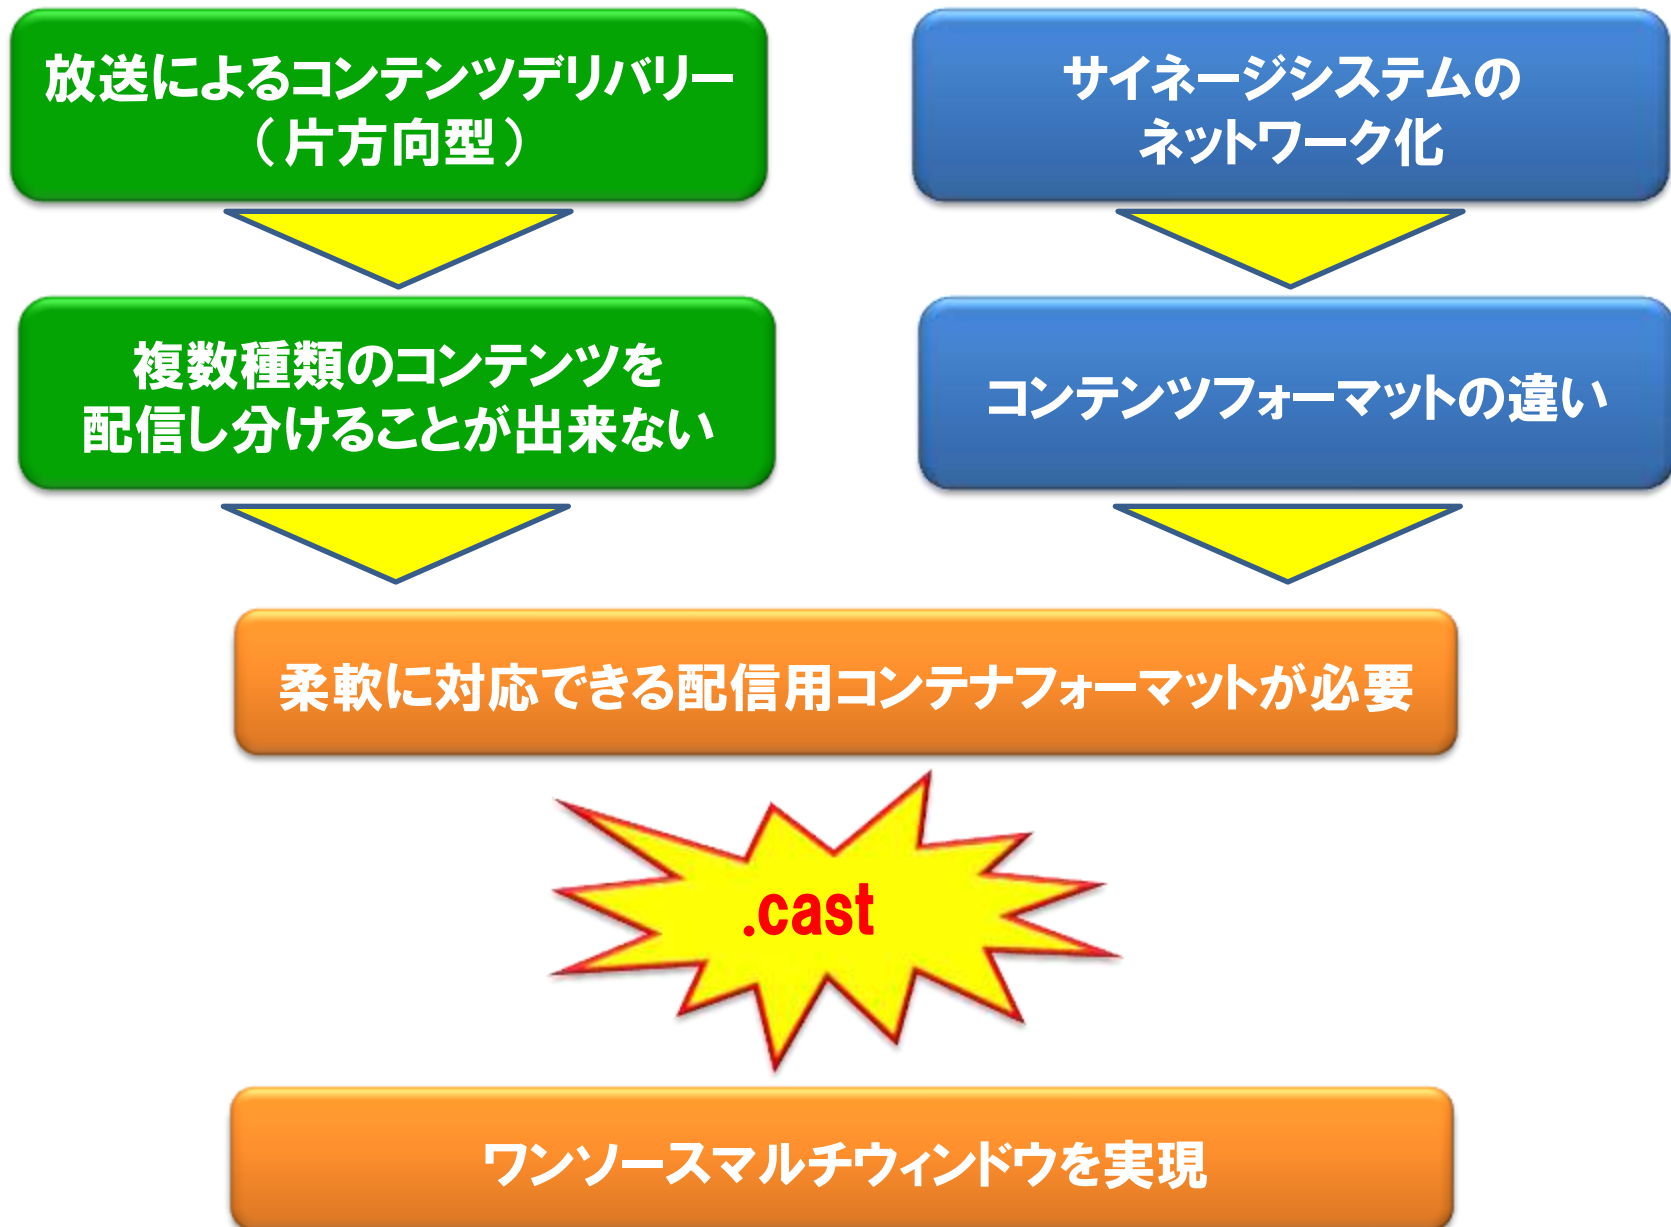 放送によるコンテンツデリバリー
（片方向型）
サイネージシステムの
ネットワーク化
複数種類のコンテンツを
配信し分けることが出来ない
コンテンツフォーマットの違い
柔軟に対応できる配信用コンテナフォーマットが必要
.cast
ワンソースマルチウィンドウを実現